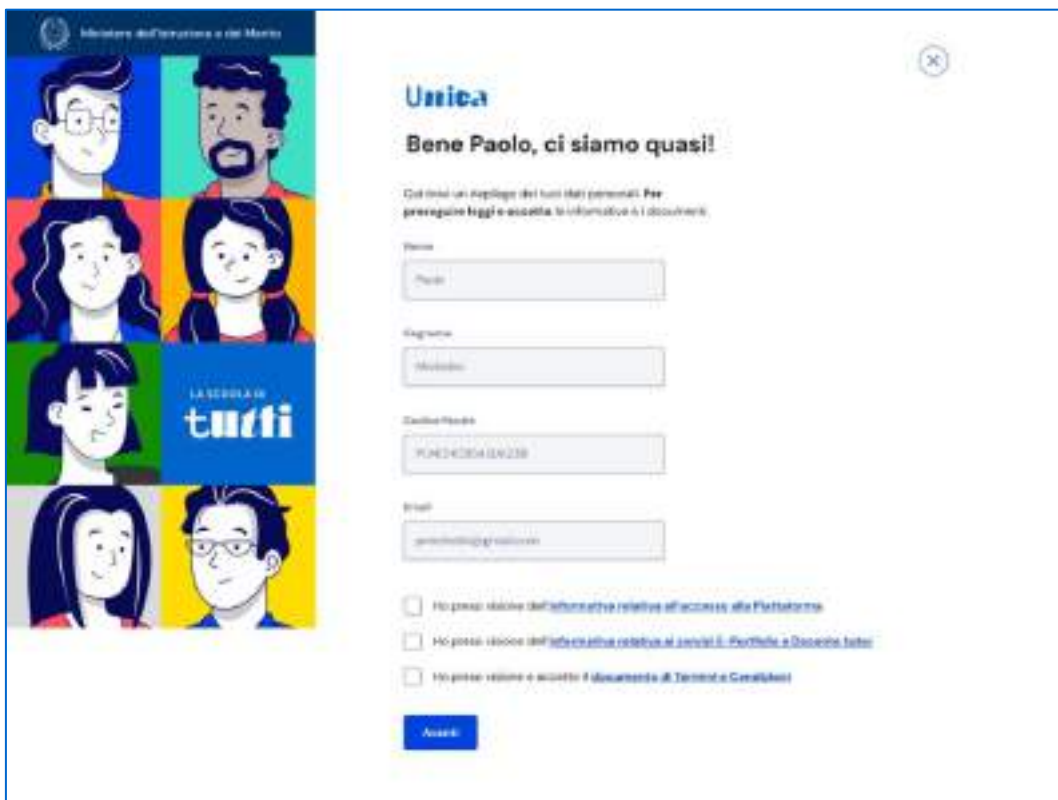 Ministero dell'Istruzione e del Merito
Unica
Bene Paolo, ci siamo quasi!
Qui trovi un riepilogo dei tuoi dati personali. Per
proseguire leggi e accetta le informative e i documenti
Nome
Paolo
Cognome
Codice fiscale
Email
LA SCUOLA DI
tutti
Ho preso visione dell'informativa relativa all'accesso alla Piattaforma
Ho preso visione dell'informativa relativa ai servizi E-Portfolio e Docente tutor
Ho preso visione e accetto il documento di Termini e Condizioni
Avanti